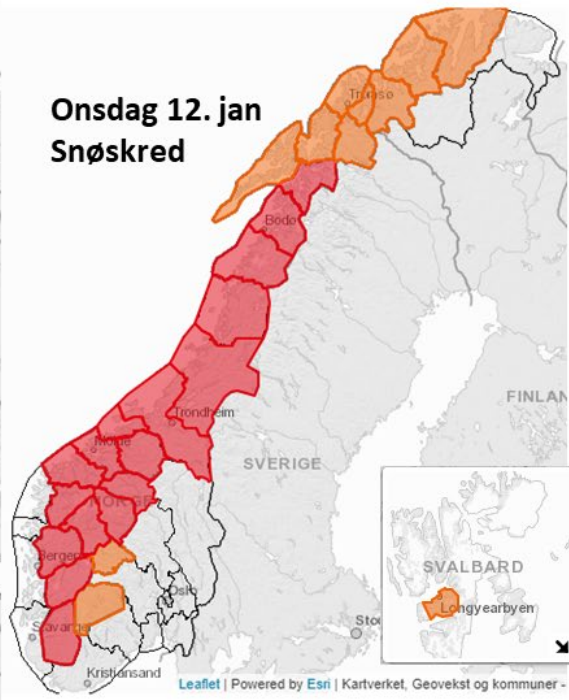 Onsdag 12. jan
Snøskred
Tromsø
Bodø
Trondheim
FINLAN
Molde
SVERIGE
NORGE
Bergen
SVALBARD
Oslo
Longyearbyen
Stavanger
Sto
Kristiansand
Leaflet | Powered by Esri | Kartverket, Geovekst og kommuner -